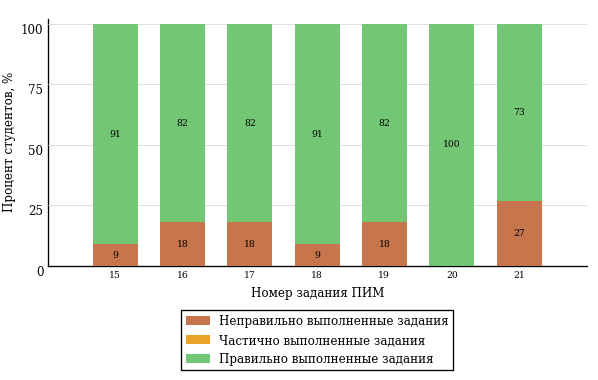 Процент студентов, %
100
75
50
25
0
91 82 82 91 82 100 73
9 18 18 9 18 27
15 16 17 18 19 20 21
Номер задания ПИМ
Неправильно выполненные задания
Частично выполненные задания
Правильно выполненные задания